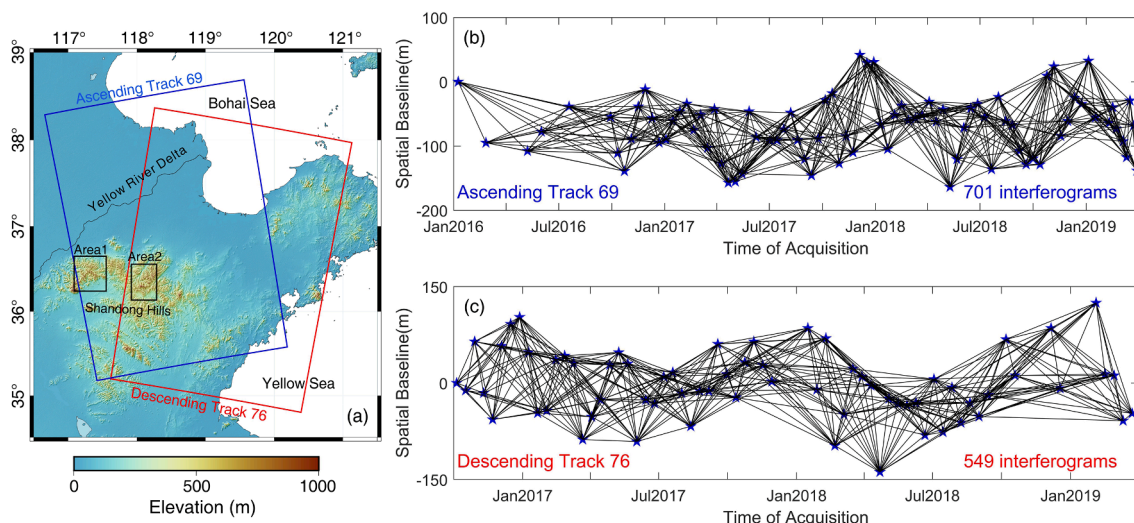 117° 118° 119° 120° 121°
39°
38°
37°
36°
35°
Ascending Track 69
Bohai Sea
Yellow River Delta
Area1
Area2
Shandong Hills
Yellow Sea
Descending Track 76
(a)
0 500 1000
Elevation (m)
(b)
100
0
-100
-200
Spatial Baseline(m)
Ascending Track 69
701 interferograms
Jan2016 Jul2016 Jan2017 Jul2017 Jan2018 Jul2018 Jan2019
Time of Acquisition
(c)
150
0
-150
Spatial Baseline(m)
Descending Track 76
549 interferograms
Jan2017 Jul2017 Jan2018 Jul2018 Jan2019
Time of Acquisition